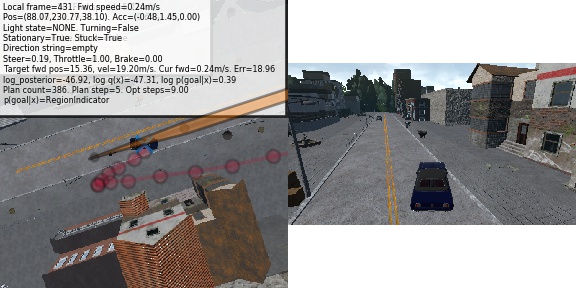 Local frame=431. Fwd speed=0.24m/s
Pos=(88.07,230.77,38.10). Acc=(-0.48,1.45,0.00)
Light state=NONE. Turning=False
Stationary=True. Stuck=True
Direction string=empty
Steer=0.19, Throttle=1.00, Brake=0.00
Target fwd pos=15.36, vel=19.20m/s. Cur fwd=0.24m/s. Err=18.96
log_posterior=-46.92, log q(x)=-47.31, log p(goal|x)=0.39
Plan count=386. Plan step=5. Opt steps=9.00
p(goal|x)=RegionIndicator